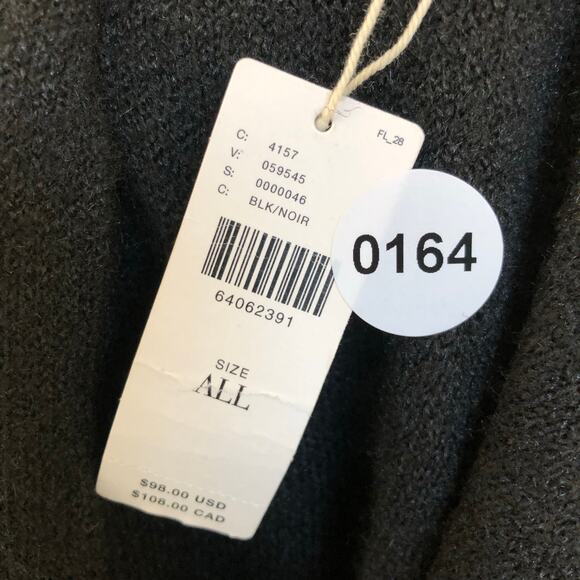 FL_28
C: 4157
V: 059545
S: 0000046
C: BLK/NOIR
0164
64062391
SIZE
ALL
$98.00 USD
$108.00 CAD